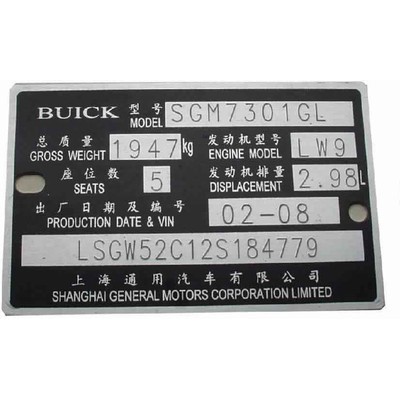 BUICK 型号 MODEL SGM7301GL
总质量 GROSS WEIGHT 1947kg 发动机型号 ENGINE MODEL LW9
座位数 SEATS 5 发动机排量 DISPLACEMENT 2.98L
出厂日期及编号 PRODUCTION DATE & VIN 02-08
LSGW52C12S184779
上海通用汽车有限公司
SHANGHAI GENERAL MOTORS CORPORATION LIMITED